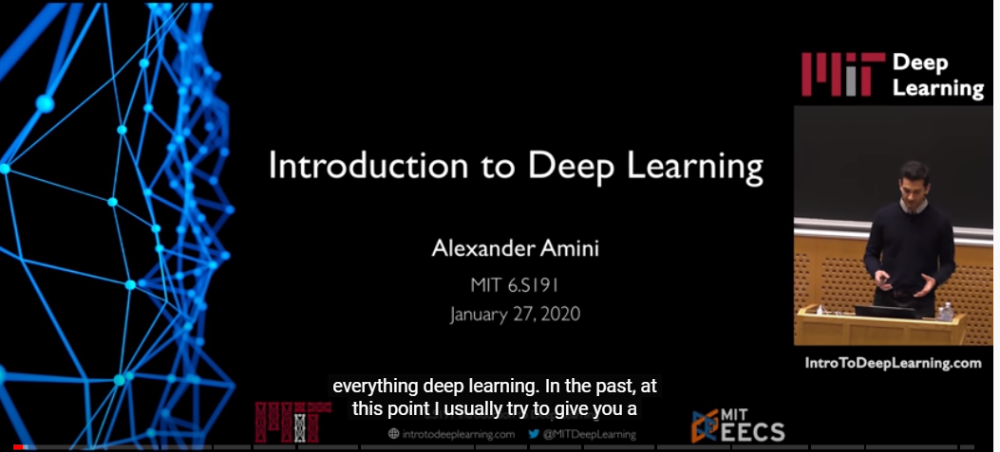 MIT Deep
Learning
Introduction to Deep Learning
Alexander Amini
MIT 6.S191
January 27, 2020
IntroToDeepLearning.com
everything deep learning. In the past, at
this point I usually try to give you a
introtodeeplearning.com @MITDeepLearning
MIT
MIT
EECS